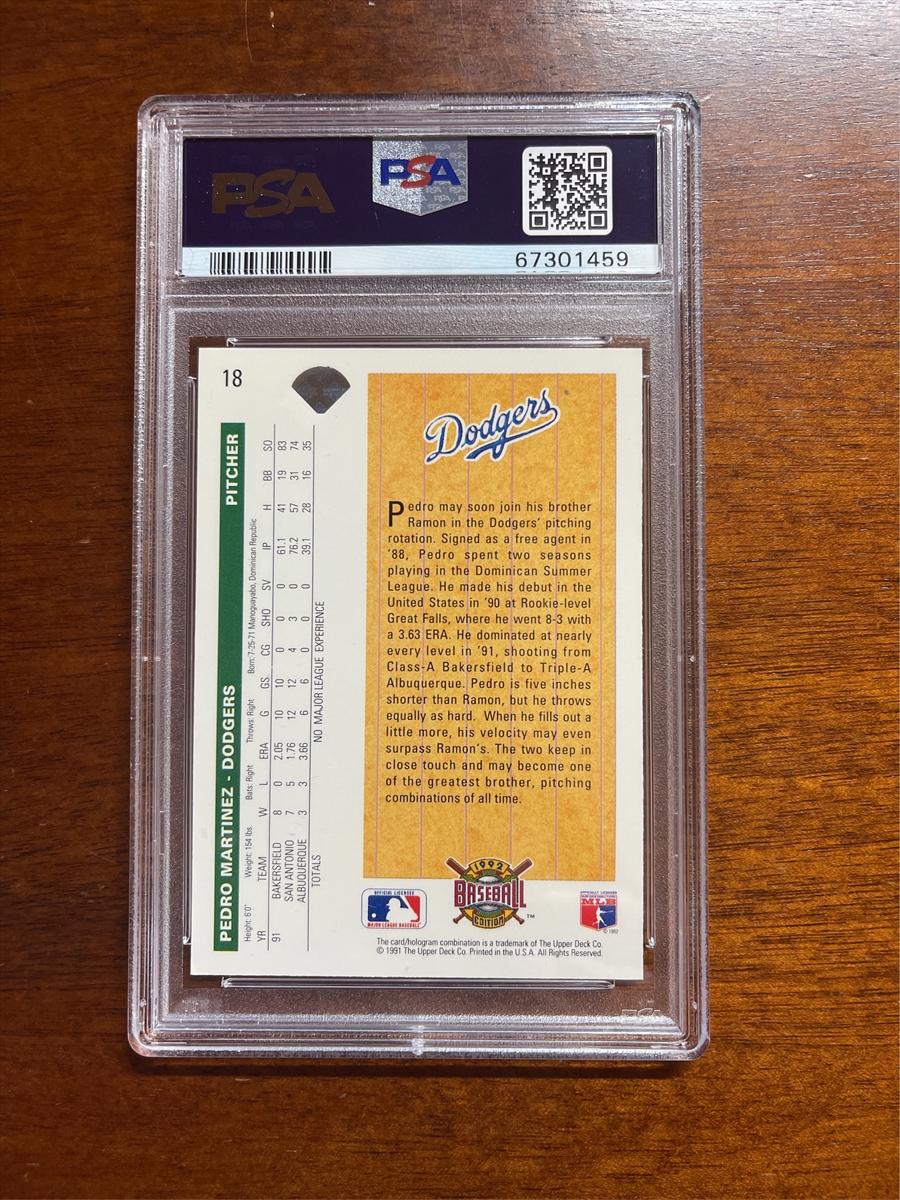 PSA
PSA
67301459
18
PEDRO MARTINEZ - DODGERS PITCHER
Height: 6'0" Weight: 154 lbs. Bats: Right Throws: Right Born: 7-25-71 Manoguayabo, Dominican Republic
YR TEAM W L ERA G GS CG SHO SV IP H BB SO
91 BAKERSFIELD 8 0 2.05 10 10 0 0 0 61.1 41 19 83
SAN ANTONIO 7 5 1.76 12 12 4 3 0 76.2 57 31 74
ALBUQUERQUE 3 3 3.66 6 6 0 0 0 39.1 28 16 35
TOTALS NO MAJOR LEAGUE EXPERIENCE
Dodgers
Pedro may soon join his brother
Ramon in the Dodgers' pitching
rotation. Signed as a free agent in
'88, Pedro spent two seasons
playing in the Dominican Summer
League. He made his debut in the
United States in '90 at Rookie-level
Great Falls, where he went 8-3 with
a 3.63 ERA. He dominated at nearly
every level in '91, shooting from
Class-A Bakersfield to Triple-A
Albuquerque. Pedro is five inches
shorter than Ramon, but he throws
equally as hard. When he fills out a
little more, his velocity may even
surpass Ramon's. The two keep in
close touch and may become one
of the greatest brother, pitching
combinations of all time.
OFFICIAL LICENSEE
MAJOR LEAGUE BASEBALL
1992
BASEBALL
EDITION
™
MLB
© 1992
The card/hologram combination is a trademark of The Upper Deck Co.
© 1991 The Upper Deck Co. Printed in the U.S.A. All Rights Reserved.